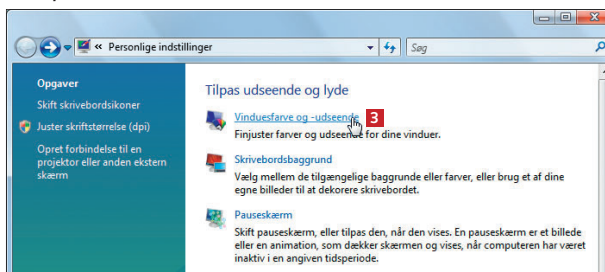 « Personlige indstillinger
Søg
Opgaver
Skift skrivebordsikoner
Juster skriftstørrelse (dpi)
Opret forbindelse til en
projektor eller anden ekstern
skærm
Tilpas udseende og lyde
Vinduesfarve og -udseende 3
Finjuster farver og udseende for dine vinduer.
Skrivebordsbaggrund
Vælg mellem de tilgængelige baggrunde eller farver, eller brug et af dine
egne billeder til at dekorere skrivebordet.
Pauseskærm
Skift pauseskærm, eller tilpas den, når den vises. En pauseskærm er et billede
eller en animation, som dækker skærmen og vises, når computeren har været
inaktiv i en angiven tidsperiode.